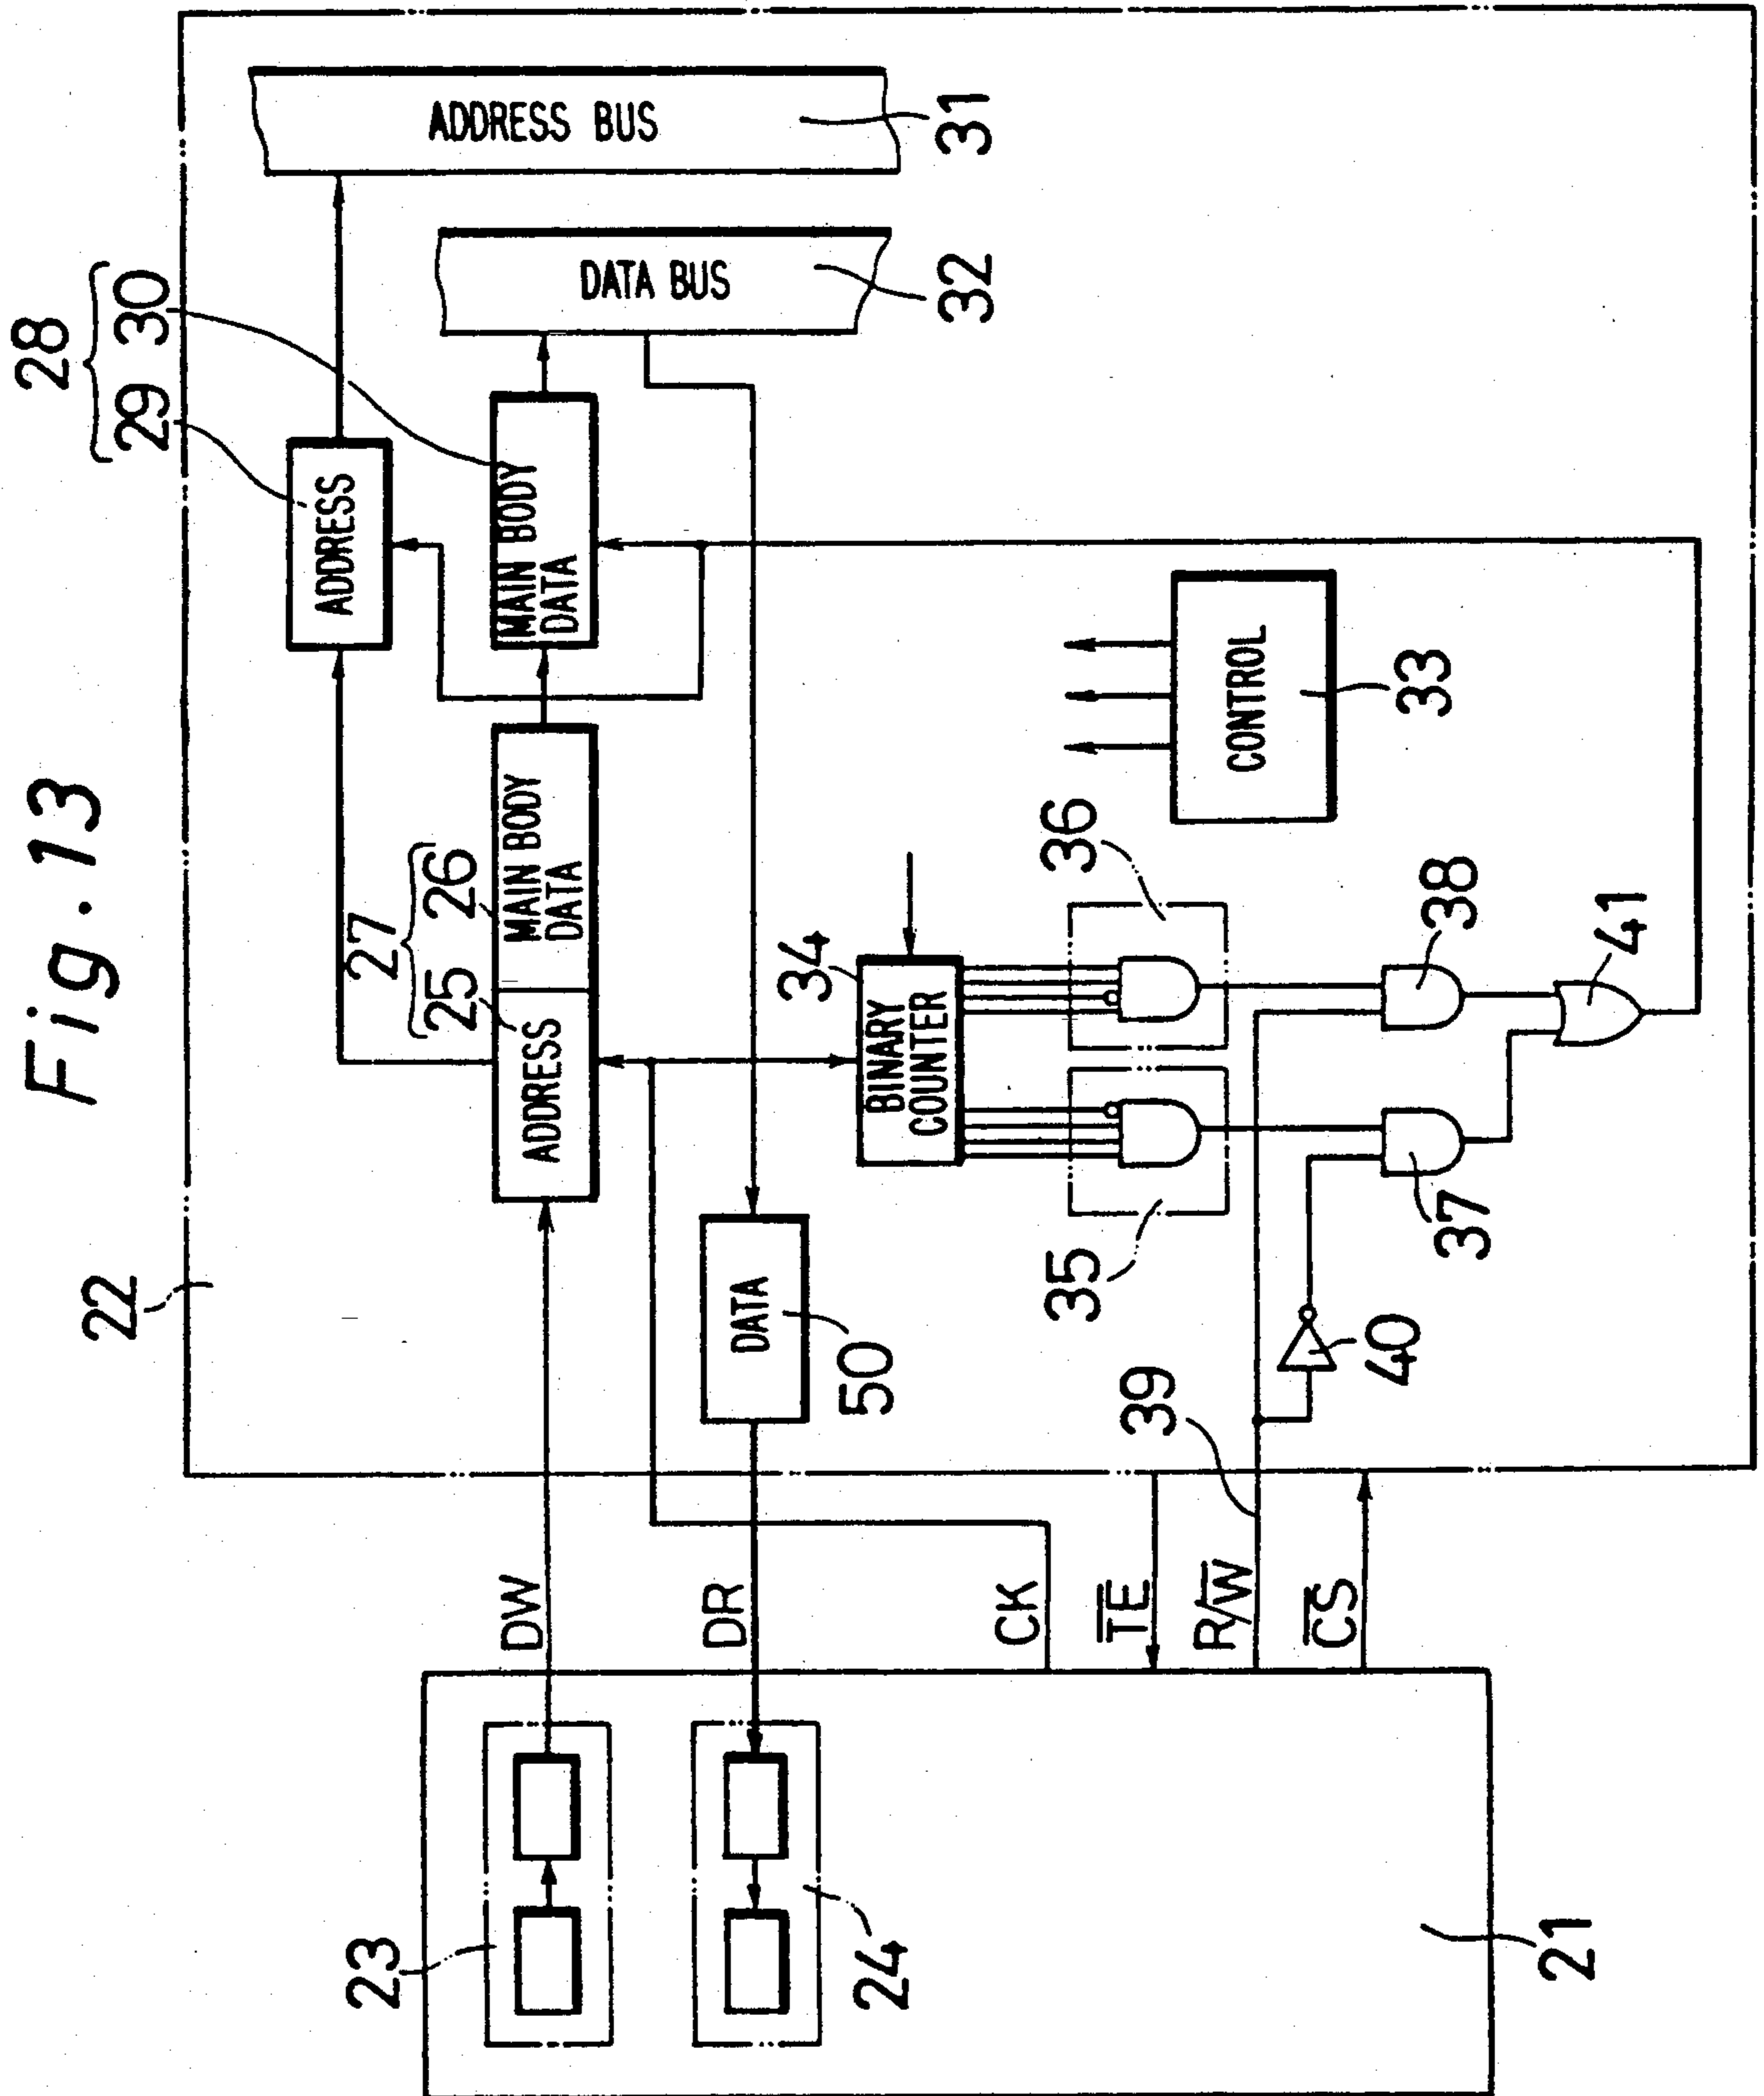 Fig. 13
22
28
29 30
27
25 26
ADDRESS
MAIN BODY
DATA
ADDRESS
MAIN BODY
DATA
ADDRESS BUS
31
DATA BUS
32
DATA
50
34
BINARY
COUNTER
35
36
CONTROL
33
37
38
39
40
41
DW
DR
CK
T̅E̅
R/W̅
C̅S̅
23
24
21